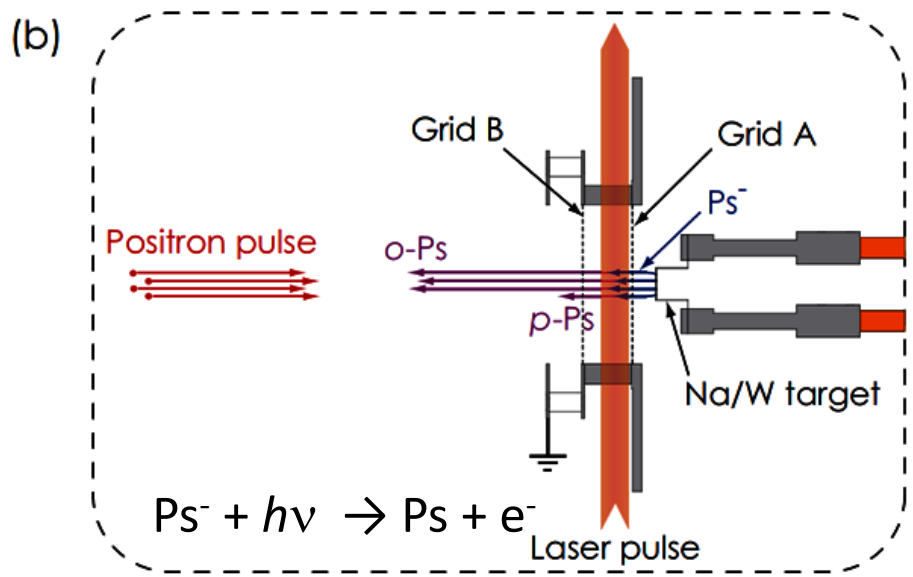 (b)
Grid B
Grid A
Ps⁻
Positron pulse
o-Ps
p-Ps
Na/W target
Ps⁻ + hν → Ps + e⁻
Laser pulse